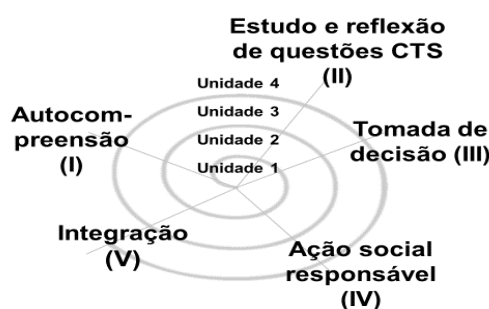 Estudo e reflexão
de questões CTS
(II)
Unidade 4
Unidade 3
Unidade 2
Unidade 1
Autocom-
preensão
(I)
Tomada de
decisão (III)
Integração
(V)
Ação social
responsável
(IV)